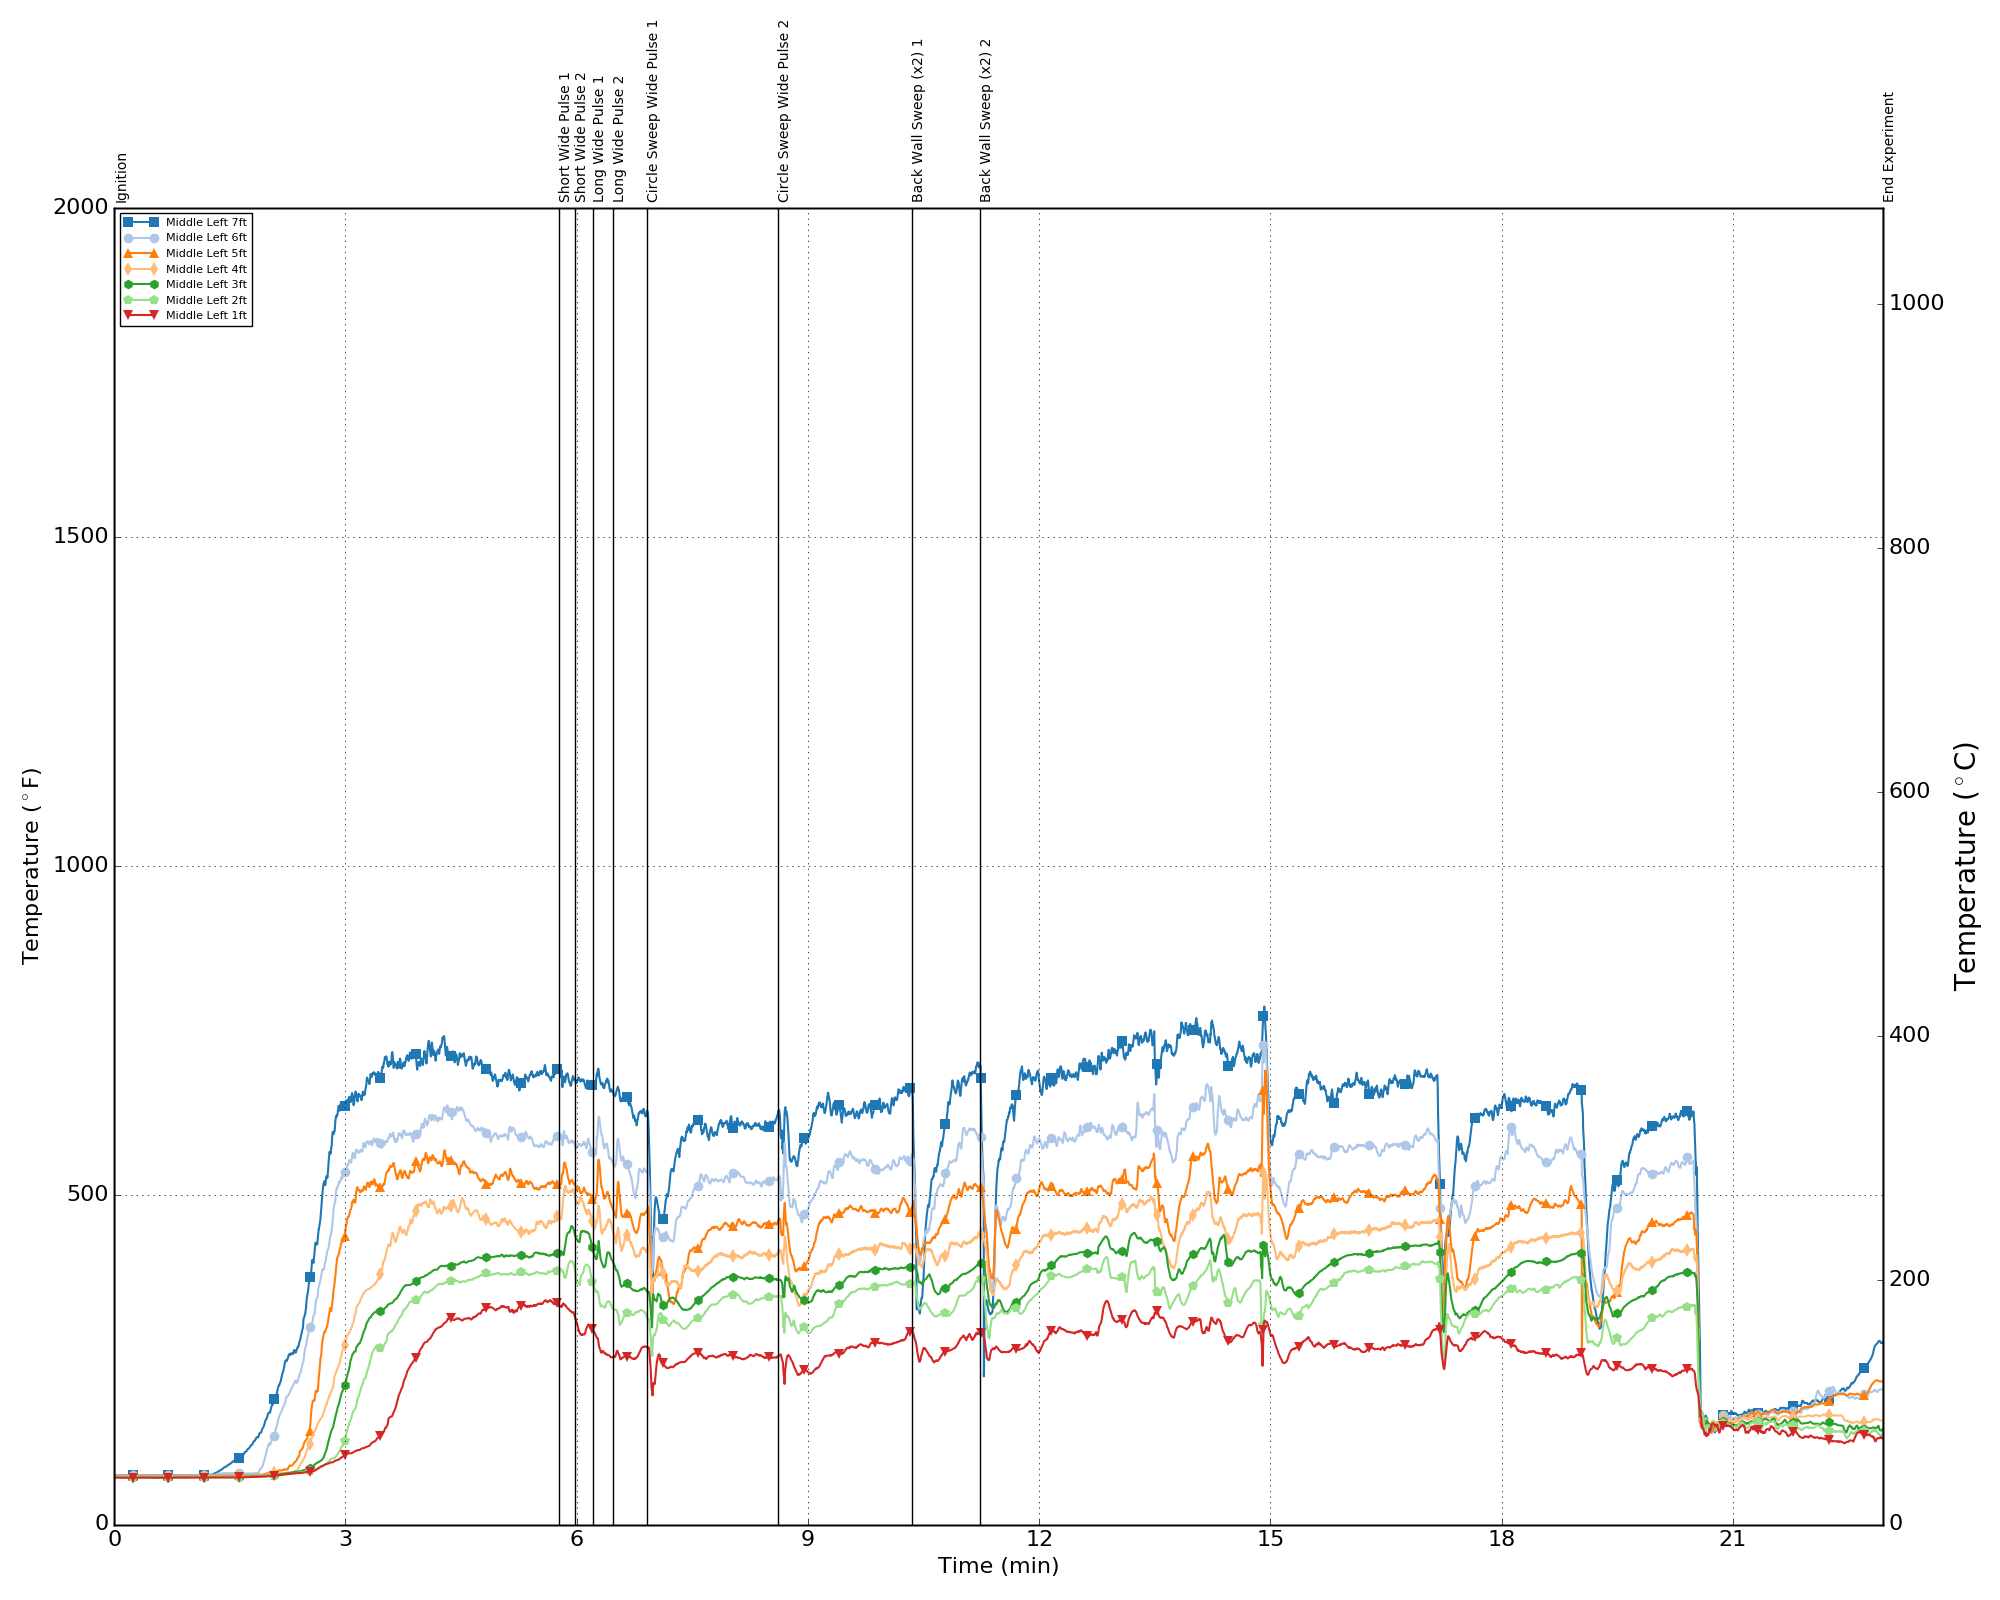 Ignition
Short Wide Pulse 1
Short Wide Pulse 2
Long Wide Pulse 1
Long Wide Pulse 2
Circle Sweep Wide Pulse 1
Circle Sweep Wide Pulse 2
Back Wall Sweep (x2) 1
Back Wall Sweep (x2) 2
End Experiment
Middle Left 7ft
Middle Left 6ft
Middle Left 5ft
Middle Left 4ft
Middle Left 3ft
Middle Left 2ft
Middle Left 1ft
2000
1500
1000
500
0
Temperature (°F)
1000
800
600
400
200
0
Temperature (°C)
0 3 6 9 12 15 18 21
Time (min)